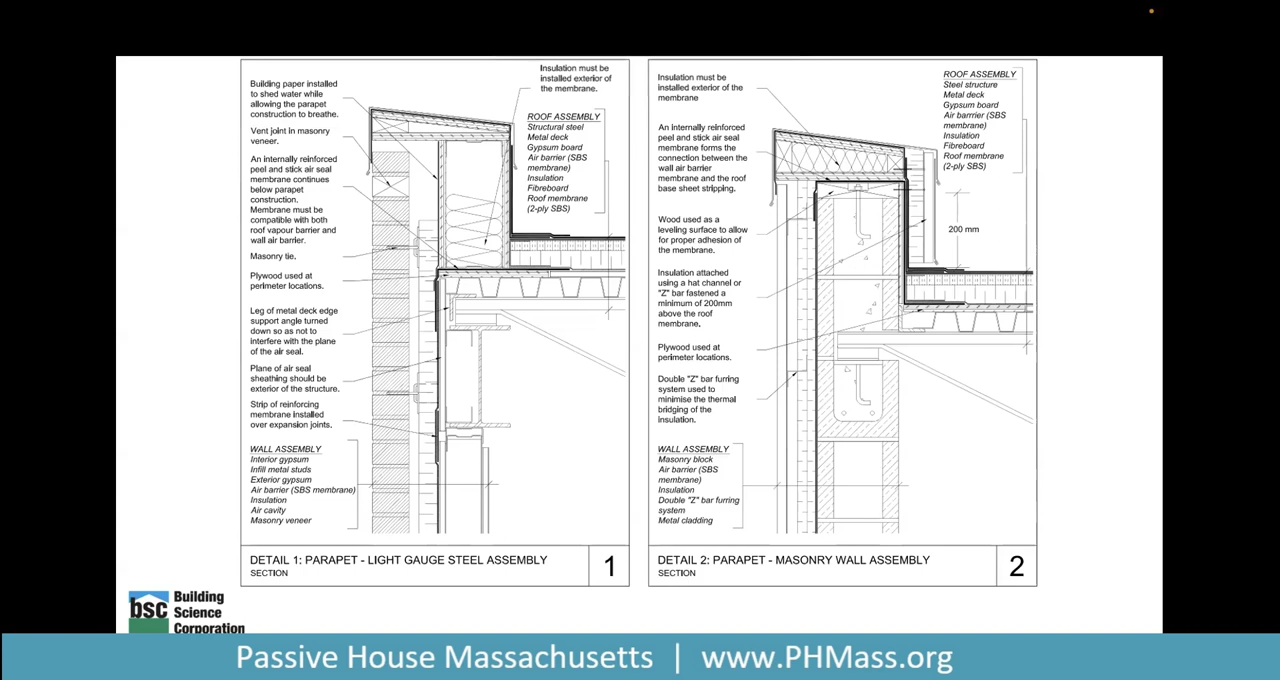 Building paper installed
to shed water while
allowing the parapet
construction to breathe.
Vent joint in masonry
veneer.
An internally reinforced
peel and stick air seal
membrane continues
below parapet
construction.
Membrane must be
compatible with both
roof vapour barrier and
wall air barrier.
Masonry tie.
Plywood used at
perimeter locations.
Leg of metal deck edge
support angle turned
down so as not to
interfere with the plane
of the air seal.
Plane of air seal
sheathing should be
exterior of the structure.
Strip of reinforcing
membrane installed
over expansion joints.
WALL ASSEMBLY
Interior gypsum
Infill metal studs
Exterior gypsum
Air barrier (SBS membrane)
Insulation
Air cavity
Masonry veneer
Insulation must be
installed exterior of
the membrane.
ROOF ASSEMBLY
Structural steel
Metal deck
Gypsum board
Air barrier (SBS
membrane)
Insulation
Fibreboard
Roof membrane
(2-ply SBS)
DETAIL 1: PARAPET - LIGHT GAUGE STEEL ASSEMBLY
SECTION
1
Insulation must be
installed exterior of the
membrane
An internally reinforced
peel and stick air seal
membrane forms the
connection between the
wall air barrier
membrane and the roof
base sheet stripping.
Wood used as a
leveling surface to allow
for proper adhesion of
the membrane.
Insulation attached
using a hat channel or
"Z" bar fastened a
minimum of 200mm
above the roof
membrane.
Plywood used at
perimeter locations.
Double "Z" bar furring
system used to
minimise the thermal
bridging of the
insulation.
WALL ASSEMBLY
Masonry block
Air barrier (SBS
membrane)
Insulation
Double "Z" bar furring
system
Metal cladding
ROOF ASSEMBLY
Steel structure
Metal deck
Gypsum board
Air barrrier (SBS
membrane)
Insulation
Fibreboard
Roof membrane
(2-ply SBS)
200 mm
DETAIL 2: PARAPET - MASONRY WALL ASSEMBLY
SECTION
2
bsc
Building
Science
Corporation
Passive House Massachusetts | www.PHMass.org